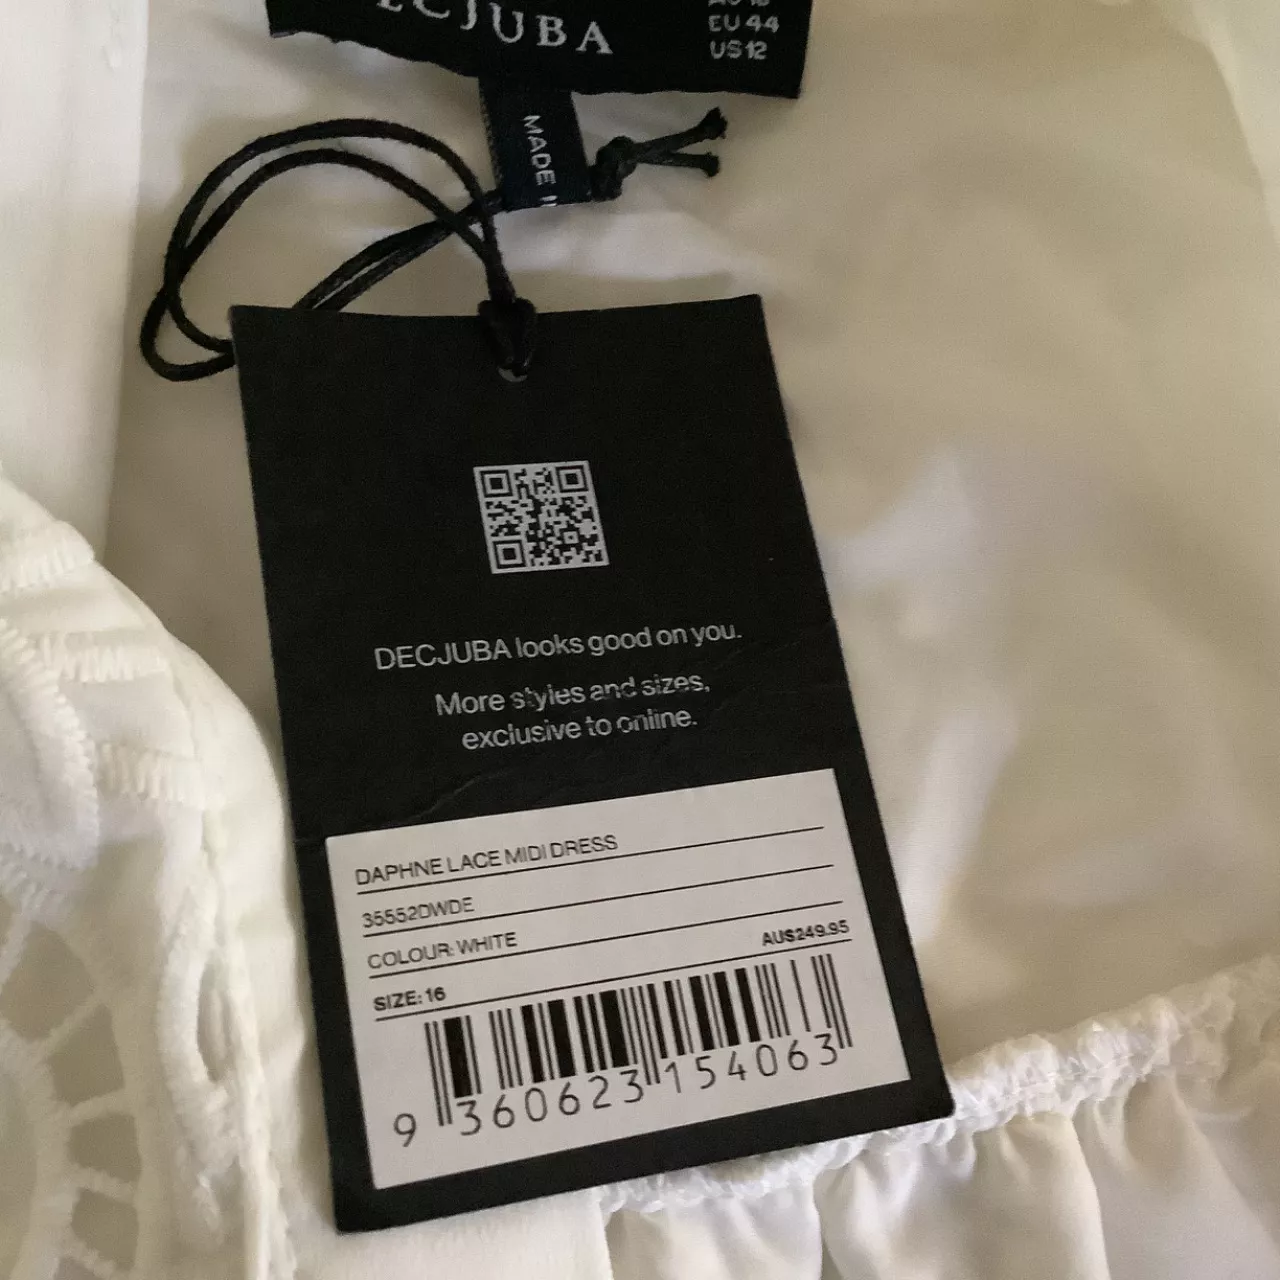 DECJUBA
EU 44
US 12
MADE
DECJUBA looks good on you.
More styles and sizes,
exclusive to online.
DAPHNE LACE MIDI DRESS
35552DWDE
COLOUR: WHITE
AU$249.95
SIZE: 16
9 360623 154063